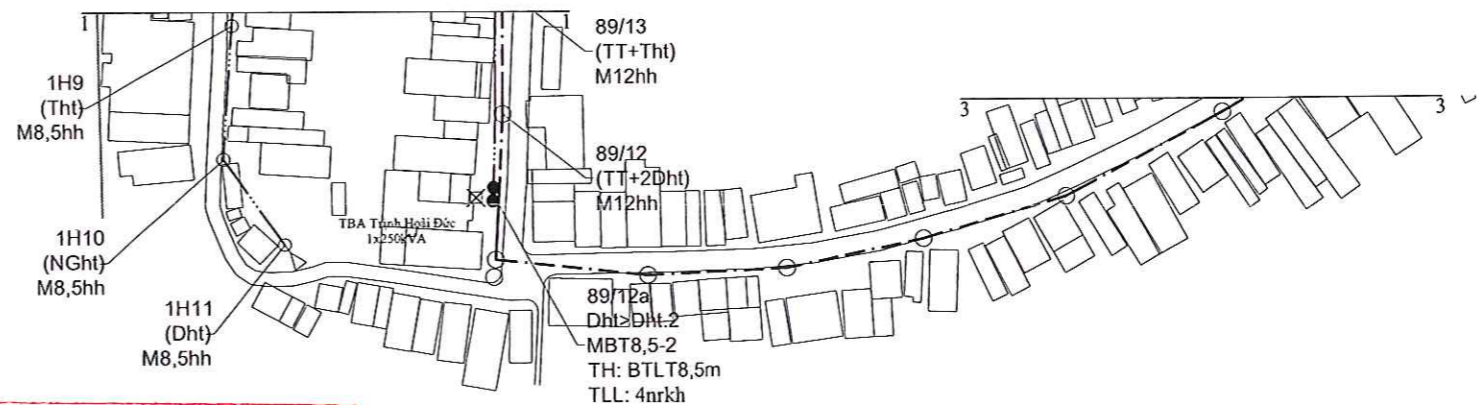 1
1
89/13
(TT+Tht)
M12hh
1H9
(Tht)
M8,5hh
3
3
89/12
(TT+2Dht)
M12hh
TBA Trịnh Hoài Đức
1x250kVA
1H10
(NGht)
M8,5hh
1H11
(Dht)
M8,5hh
89/12a
Dht>Dht.2
MBT8,5-2
TH: BTLT8,5m
TLL: 4nrkh